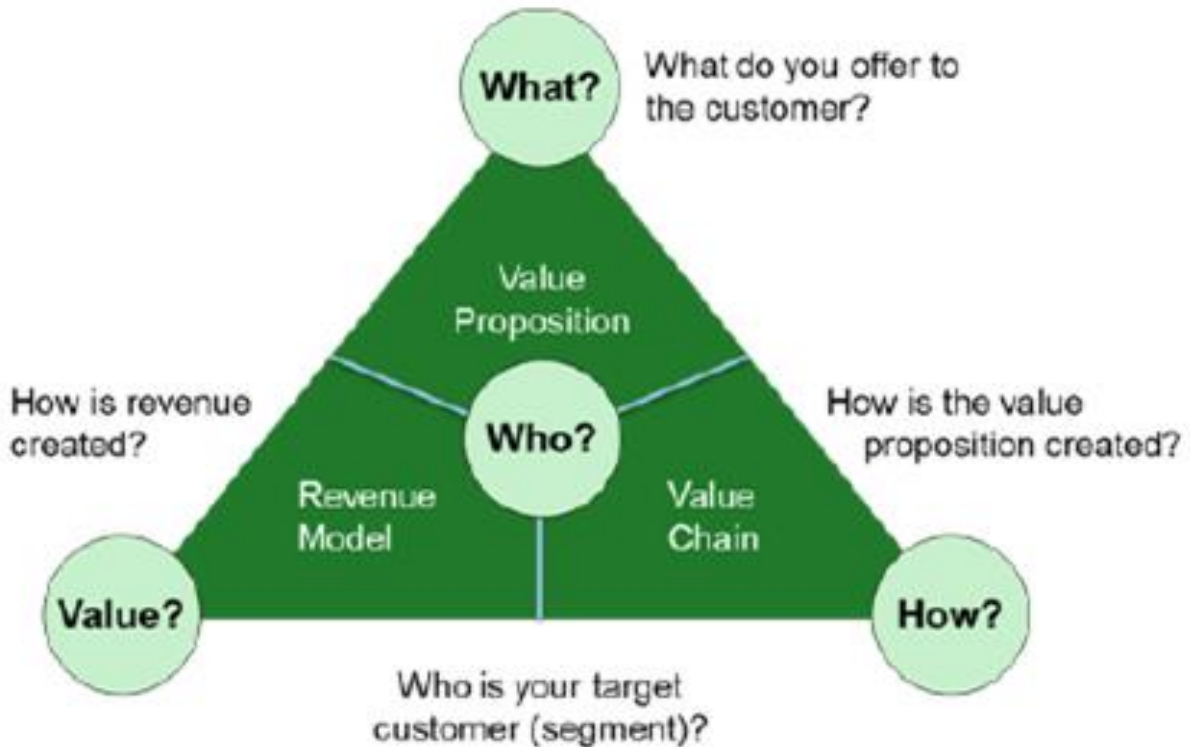 What?
What do you offer to
the customer?
Value
Proposition
How is revenue
created?
Who?
How is the value
proposition created?
Revenue
Model
Value
Chain
Value?
How?
Who is your target
customer (segment)?